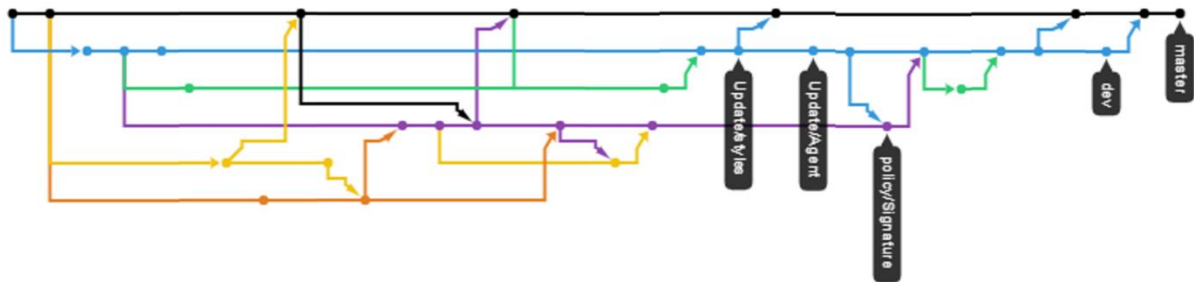 Update/styles
Update/Agent
policy/Signature
dev
master